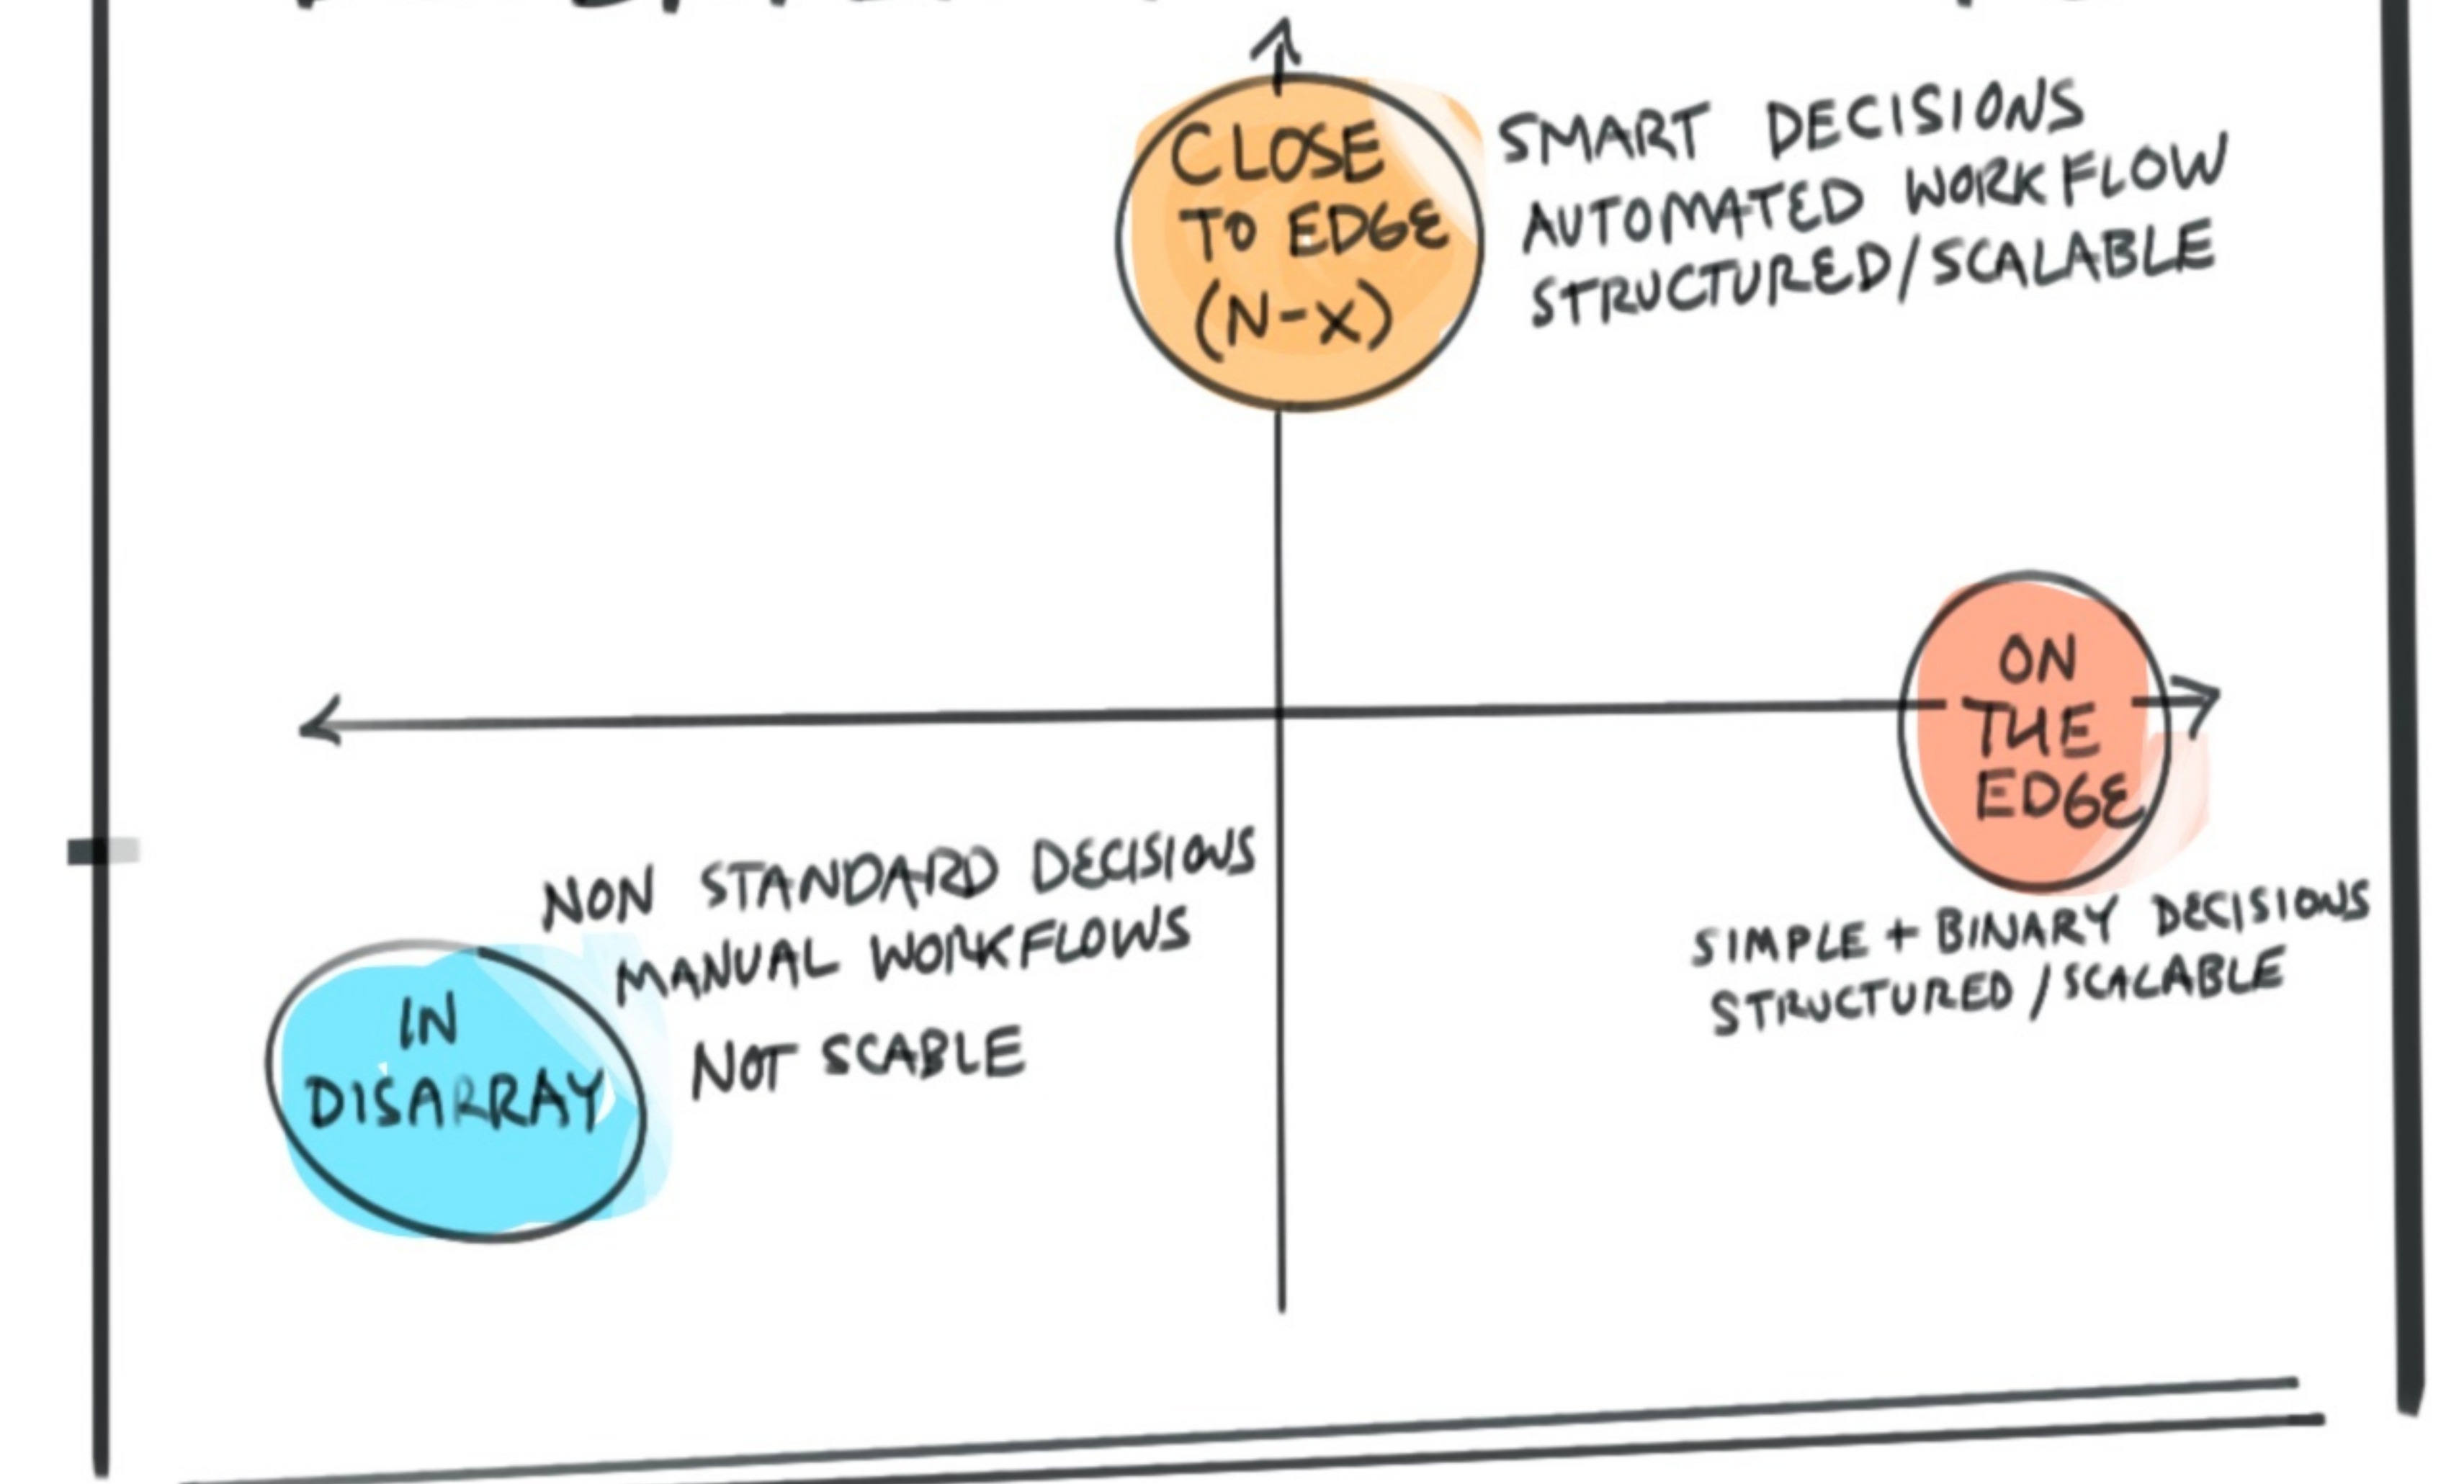 CLOSE
TO EDGE
(N-X)
SMART DECISIONS
AUTOMATED WORKFLOW
STRUCTURED/SCALABLE
ON
THE
EDGE
SIMPLE + BINARY DECISIONS
STRUCTURED/SCALABLE
NON STANDARD DECISIONS
MANUAL WORKFLOWS
NOT SCABLE
IN
DISARRAY